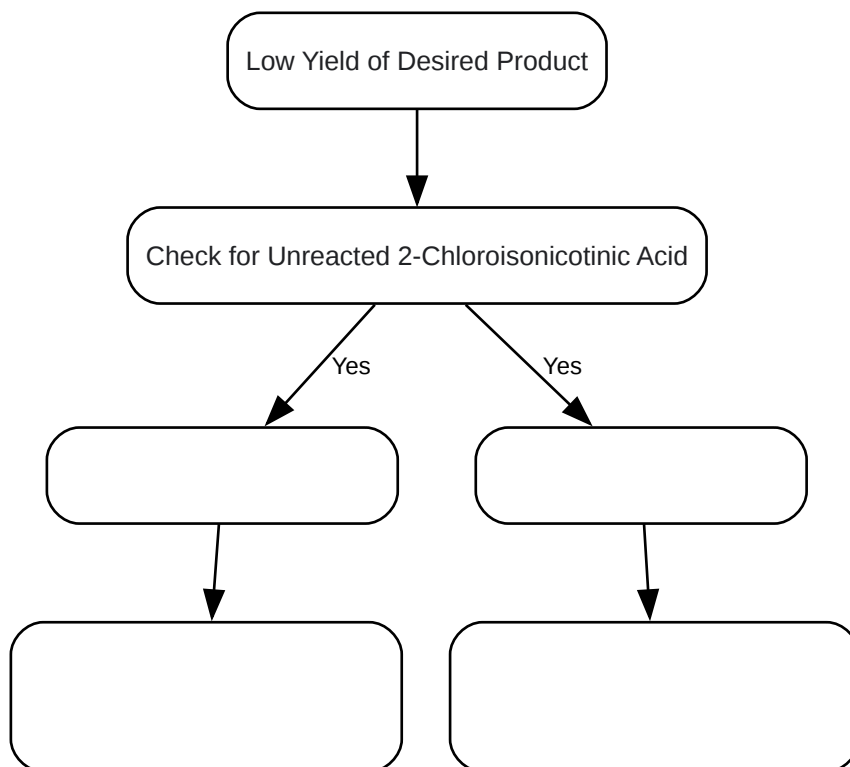 Low Yield of Desired Product
Check for Unreacted 2-Chloroisonicotinic Acid
Yes
Yes